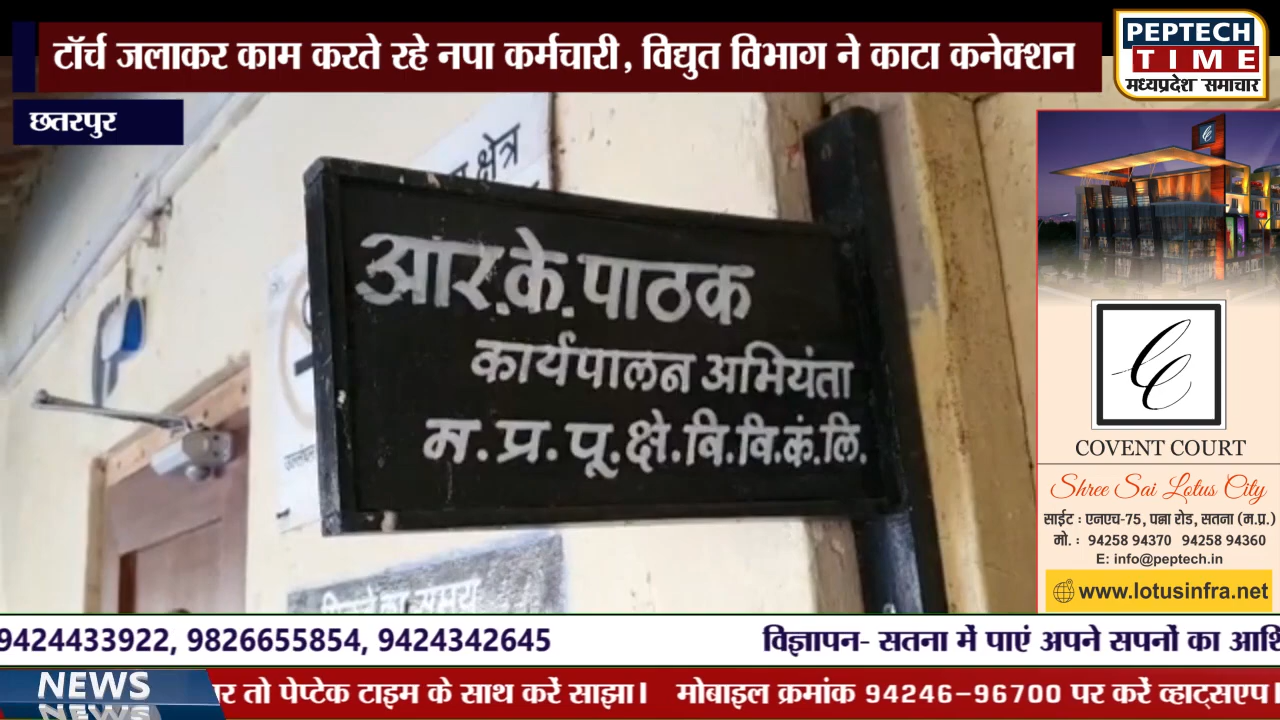 टॉर्च जलाकर काम करते रहे नपा कर्मचारी, विद्युत विभाग ने काटा कनेक्शन
PEPTECH
TIME
मध्यप्रदेश समाचार
छतरपुर
क्षेत्र
आर.के.पाठक
कार्यपालन अभियंता
म.प्र.पू.क्षे.वि.वि.कं.लि.
का समय
COVENT COURT
Shree Sai Lotus City
साईट : एनएच-75, पन्ना रोड, सतना (म.प्र.)
मो. : 94258 94370 94258 94360
E: info@peptech.in
www.lotusinfra.net
9424433922, 9826655854, 9424342645 विज्ञापन- सतना में पाएं अपने सपनों का
NEWS
तो पेप्टेक टाइम के साथ करें साझा। मोबाइल क्रमांक 94246-96700 पर करें व्हाट्सएप।